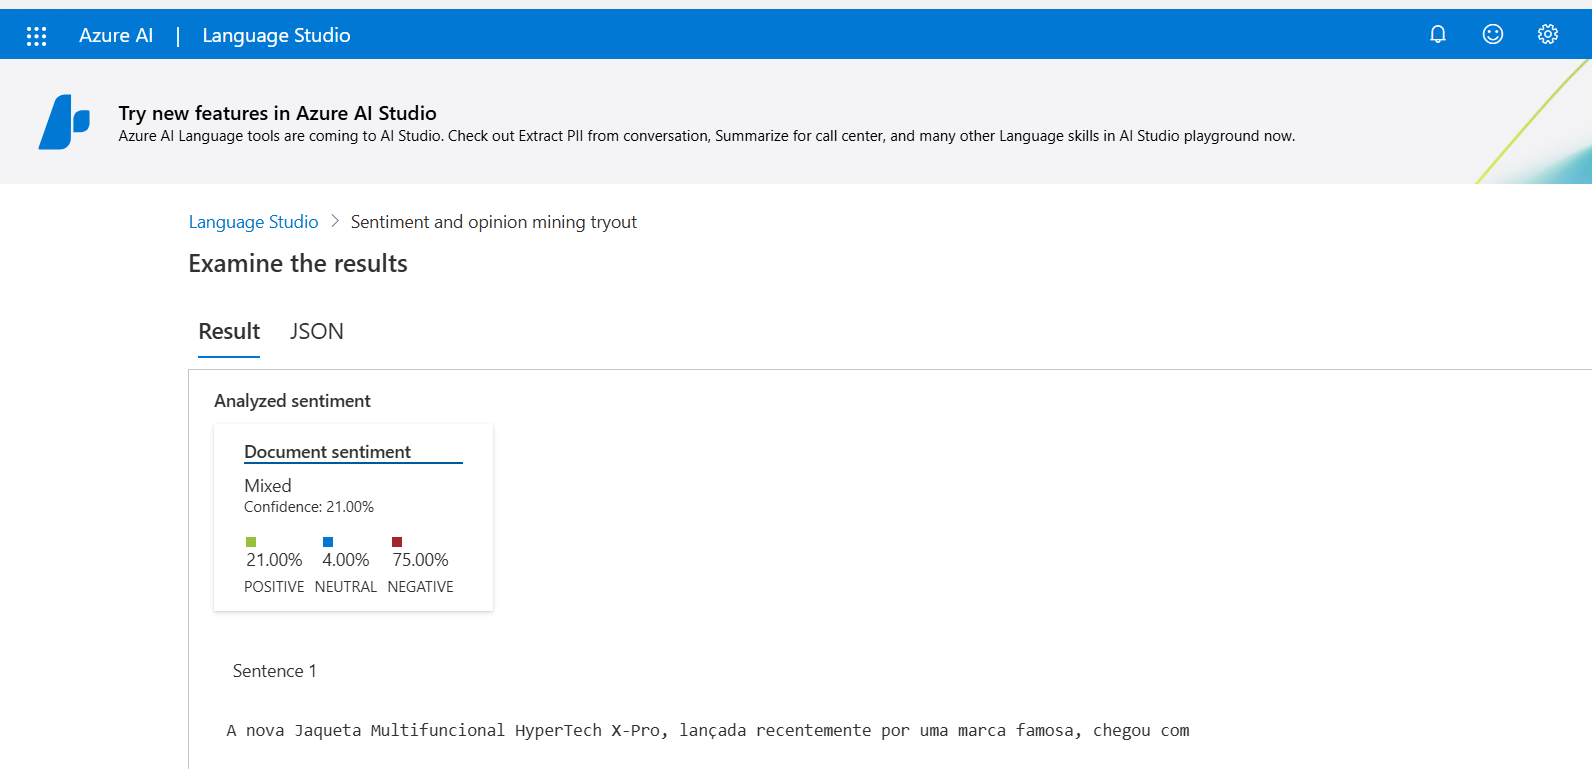 Azure AI | Language Studio
Try new features in Azure AI Studio
Azure AI Language tools are coming to AI Studio. Check out Extract PII from conversation, Summarize for call center, and many other Language skills in AI Studio playground now.
Language Studio > Sentiment and opinion mining tryout
Examine the results
Result JSON
Analyzed sentiment
Document sentiment
Mixed
Confidence: 21.00%
21.00% 4.00% 75.00%
POSITIVE NEUTRAL NEGATIVE
Sentence 1
A nova Jaqueta Multifuncional HyperTech X-Pro, lançada recentemente por uma marca famosa, chegou com